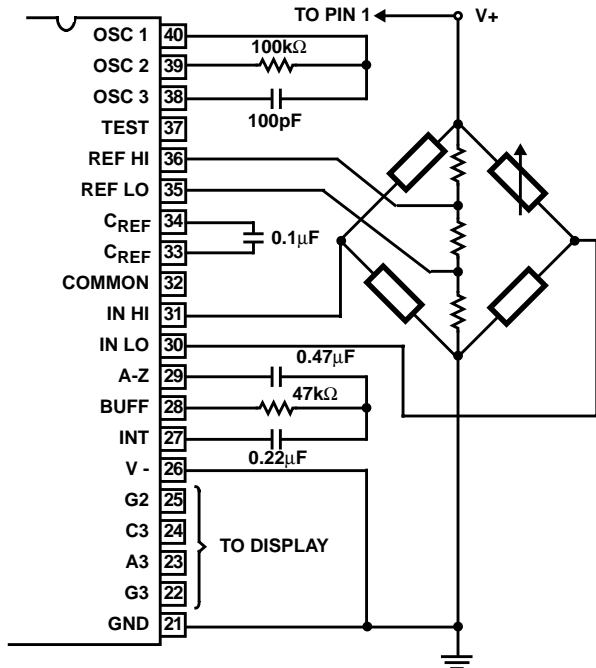 TO PIN 1
V+
OSC 1 40
100kΩ
OSC 2 39
OSC 3 38
100pF
TEST 37
REF HI 36
REF LO 35
CREF 34
0.1µF
CREF 33
COMMON 32
IN HI 31
IN LO 30
0.47µF
A-Z 29
47kΩ
BUFF 28
INT 27
0.22µF
V - 26
G2 25
C3 24
TO DISPLAY
A3 23
G3 22
GND 21